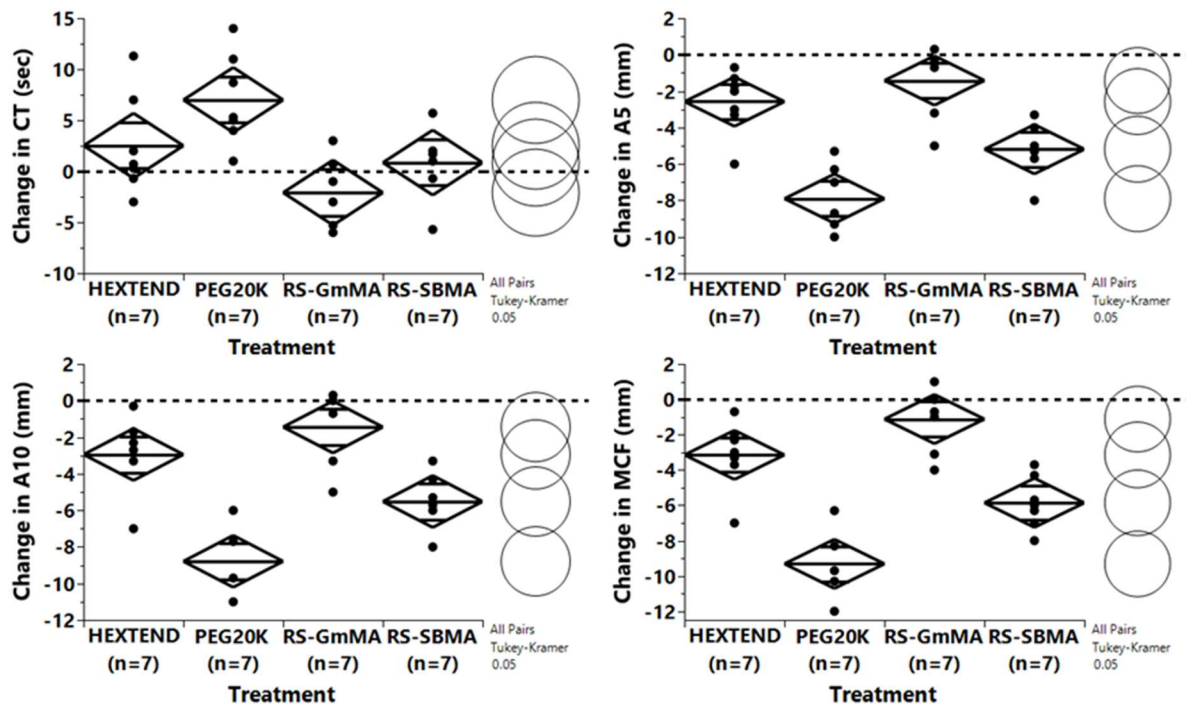 Change in CT (sec)
15
10
5
0
-5
-10
HEXTEND PEG20K RS-GmMA RS-SBMA
(n=7) (n=7) (n=7) (n=7)
Treatment
All Pairs
Tukey-Kramer
0.05
Change in A5 (mm)
2
0
-2
-4
-6
-8
-10
-12
HEXTEND PEG20K RS-GmMA RS-SBMA
(n=7) (n=7) (n=7) (n=7)
Treatment
All Pairs
Tukey-Kramer
0.05
Change in A10 (mm)
2
0
-2
-4
-6
-8
-10
-12
HEXTEND PEG20K RS-GmMA RS-SBMA
(n=7) (n=7) (n=7) (n=7)
Treatment
All Pairs
Tukey-Kramer
0.05
Change in MCF (mm)
2
0
-2
-4
-6
-8
-10
-12
HEXTEND PEG20K RS-GmMA RS-SBMA
(n=7) (n=7) (n=7) (n=7)
Treatment
All Pairs
Tukey-Kramer
0.05